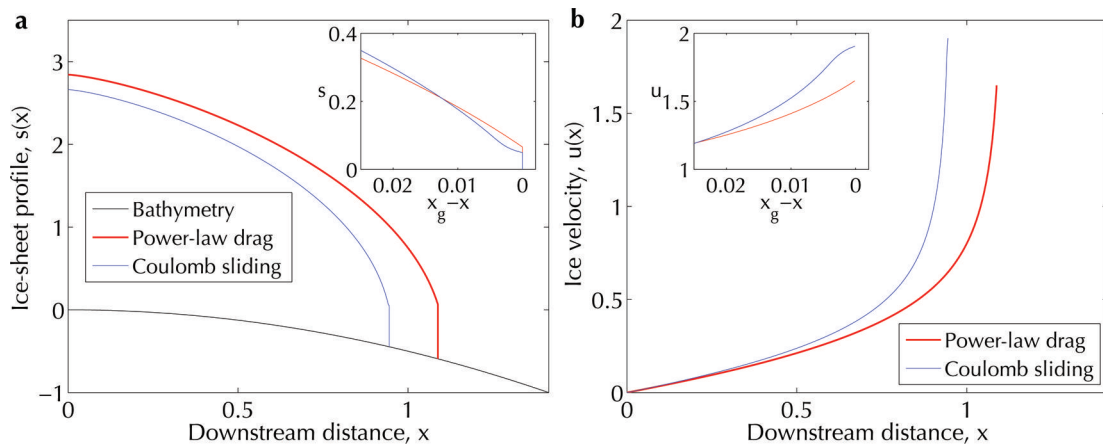 a
Ice-sheet profile, s(x)
3
2
1
0
−1
0
0.5
1
Downstream distance, x
Bathymetry
Power-law drag
Coulomb sliding
s
0.4
0.2
0
0.02
0.01
0
x_g−x
b
Ice velocity, u(x)
2
1.5
1
0.5
0
0
0.5
1
Downstream distance, x
Power-law drag
Coulomb sliding
u
2
1.5
1
0.02
0.01
0
x_g−x